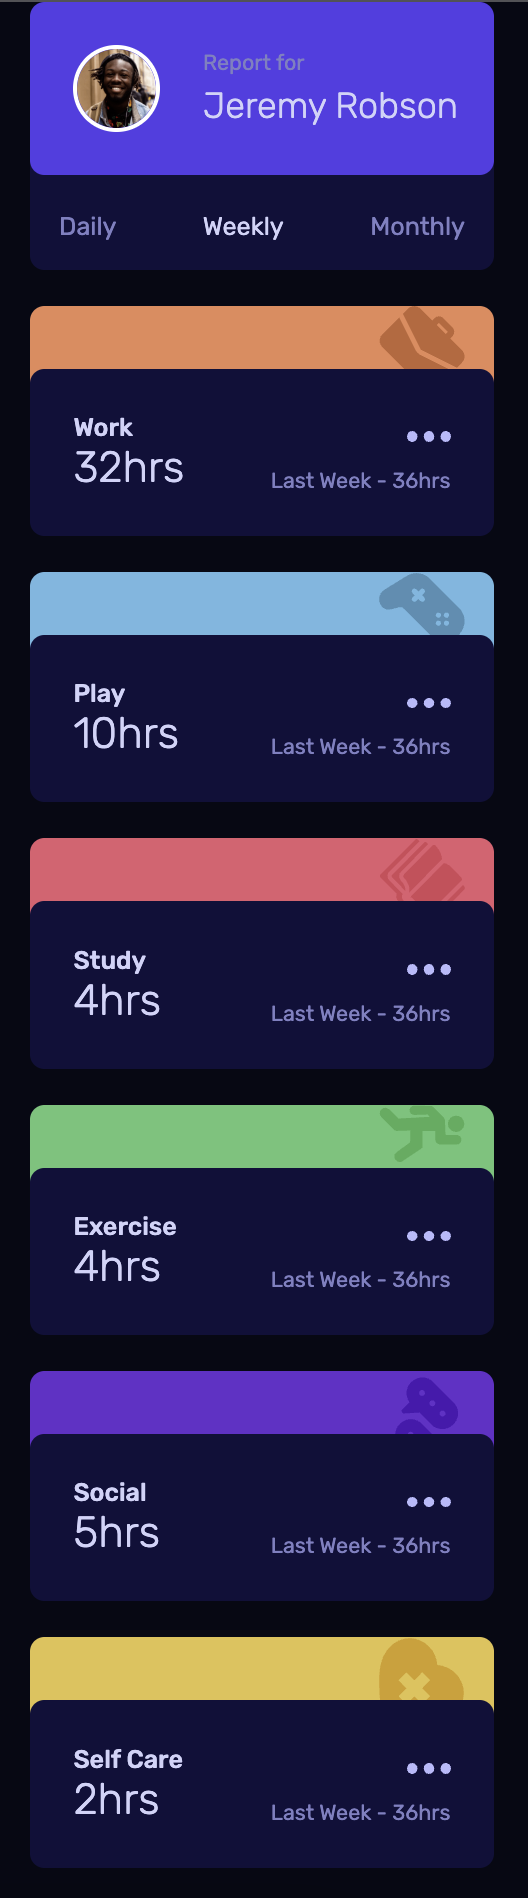 Report for
Jeremy Robson
Daily Weekly Monthly
Work
32hrs
Last Week - 36hrs
Play
10hrs
Last Week - 36hrs
Study
4hrs
Last Week - 36hrs
Exercise
4hrs
Last Week - 36hrs
Social
5hrs
Last Week - 36hrs
Self Care
2hrs
Last Week - 36hrs